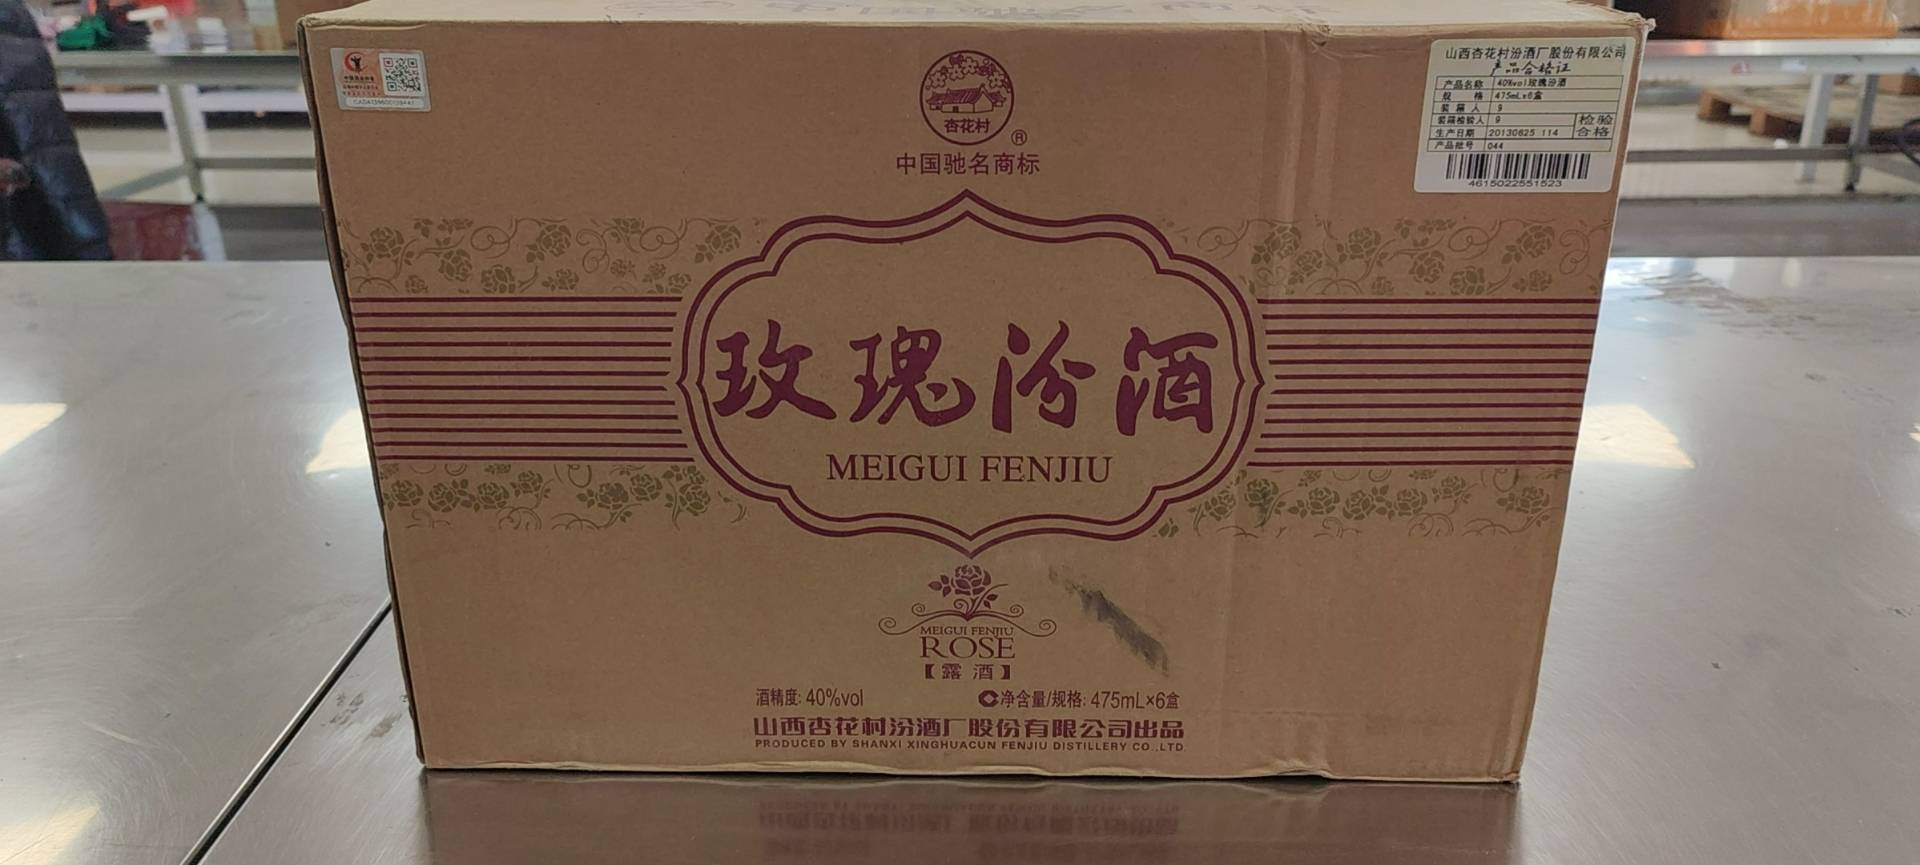 杏花村
®
中国驰名商标
山西杏花村汾酒厂股份有限公司
产品合格证
产品名称 40%vol玫瑰汾酒
规 格 475mL×6盒
装箱人 9
装箱检验人 9
检验合格
生产日期 20130625 114
产品批号 044
4615022551523
玫瑰汾酒
MEIGUI FENJIU
MEIGUI FENJIU
ROSE
【露酒】
酒精度: 40%vol 净含量/规格: 475mL×6盒
山西杏花村汾酒厂股份有限公司出品
PRODUCED BY SHANXI XINGHUACUN FENJIU DISTILLERY CO.,LTD.